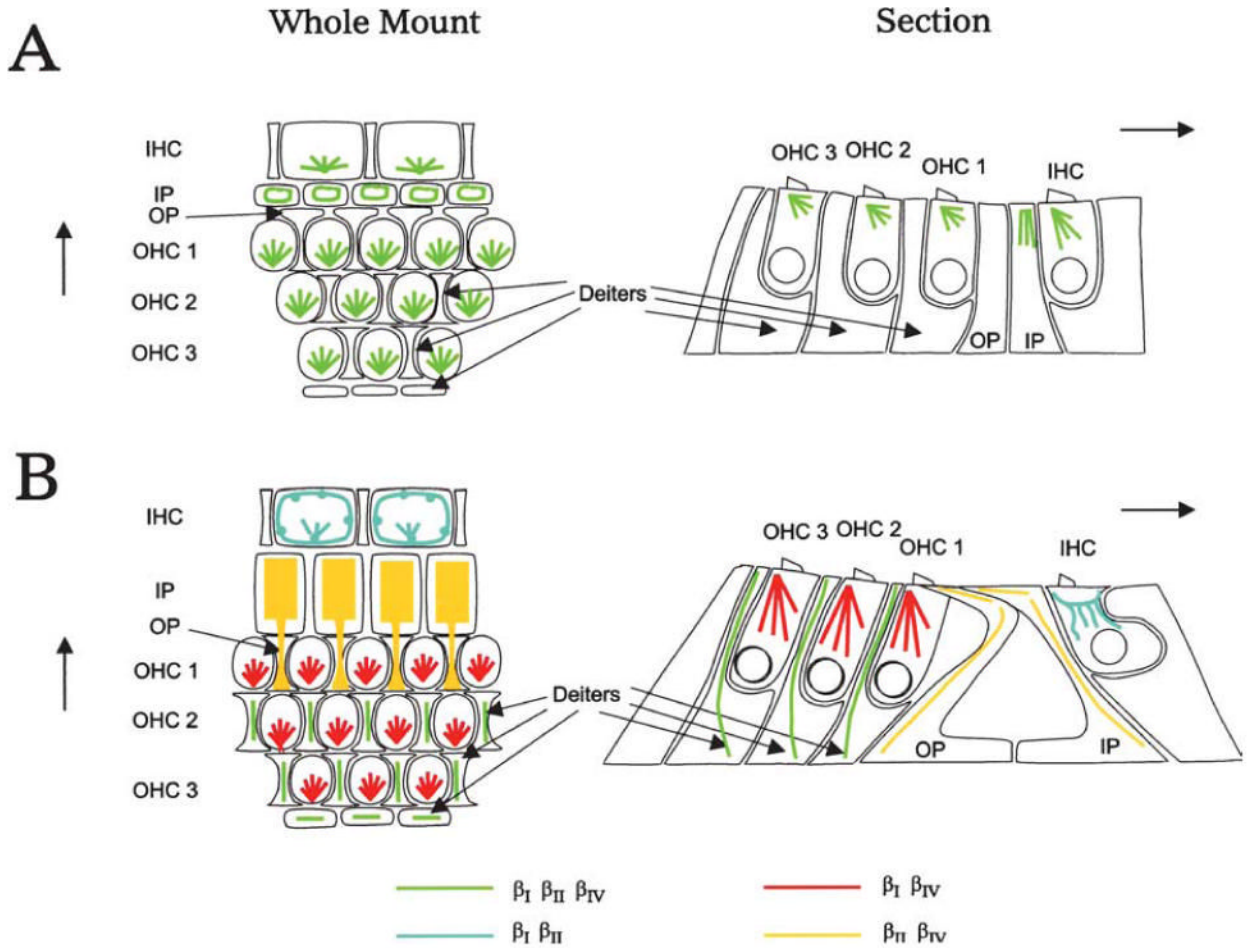 Whole Mount
Section
A
IHC
IP
OP
OHC 1
OHC 2
OHC 3
Deiters
OHC 3
OHC 2
OHC 1
IHC
OP
IP
B
IHC
IP
OP
OHC 1
OHC 2
OHC 3
Deiters
OHC 3
OHC 2
OHC 1
IHC
OP
IP
βI βII βIV
βI βIV
βI βII
βII βIV